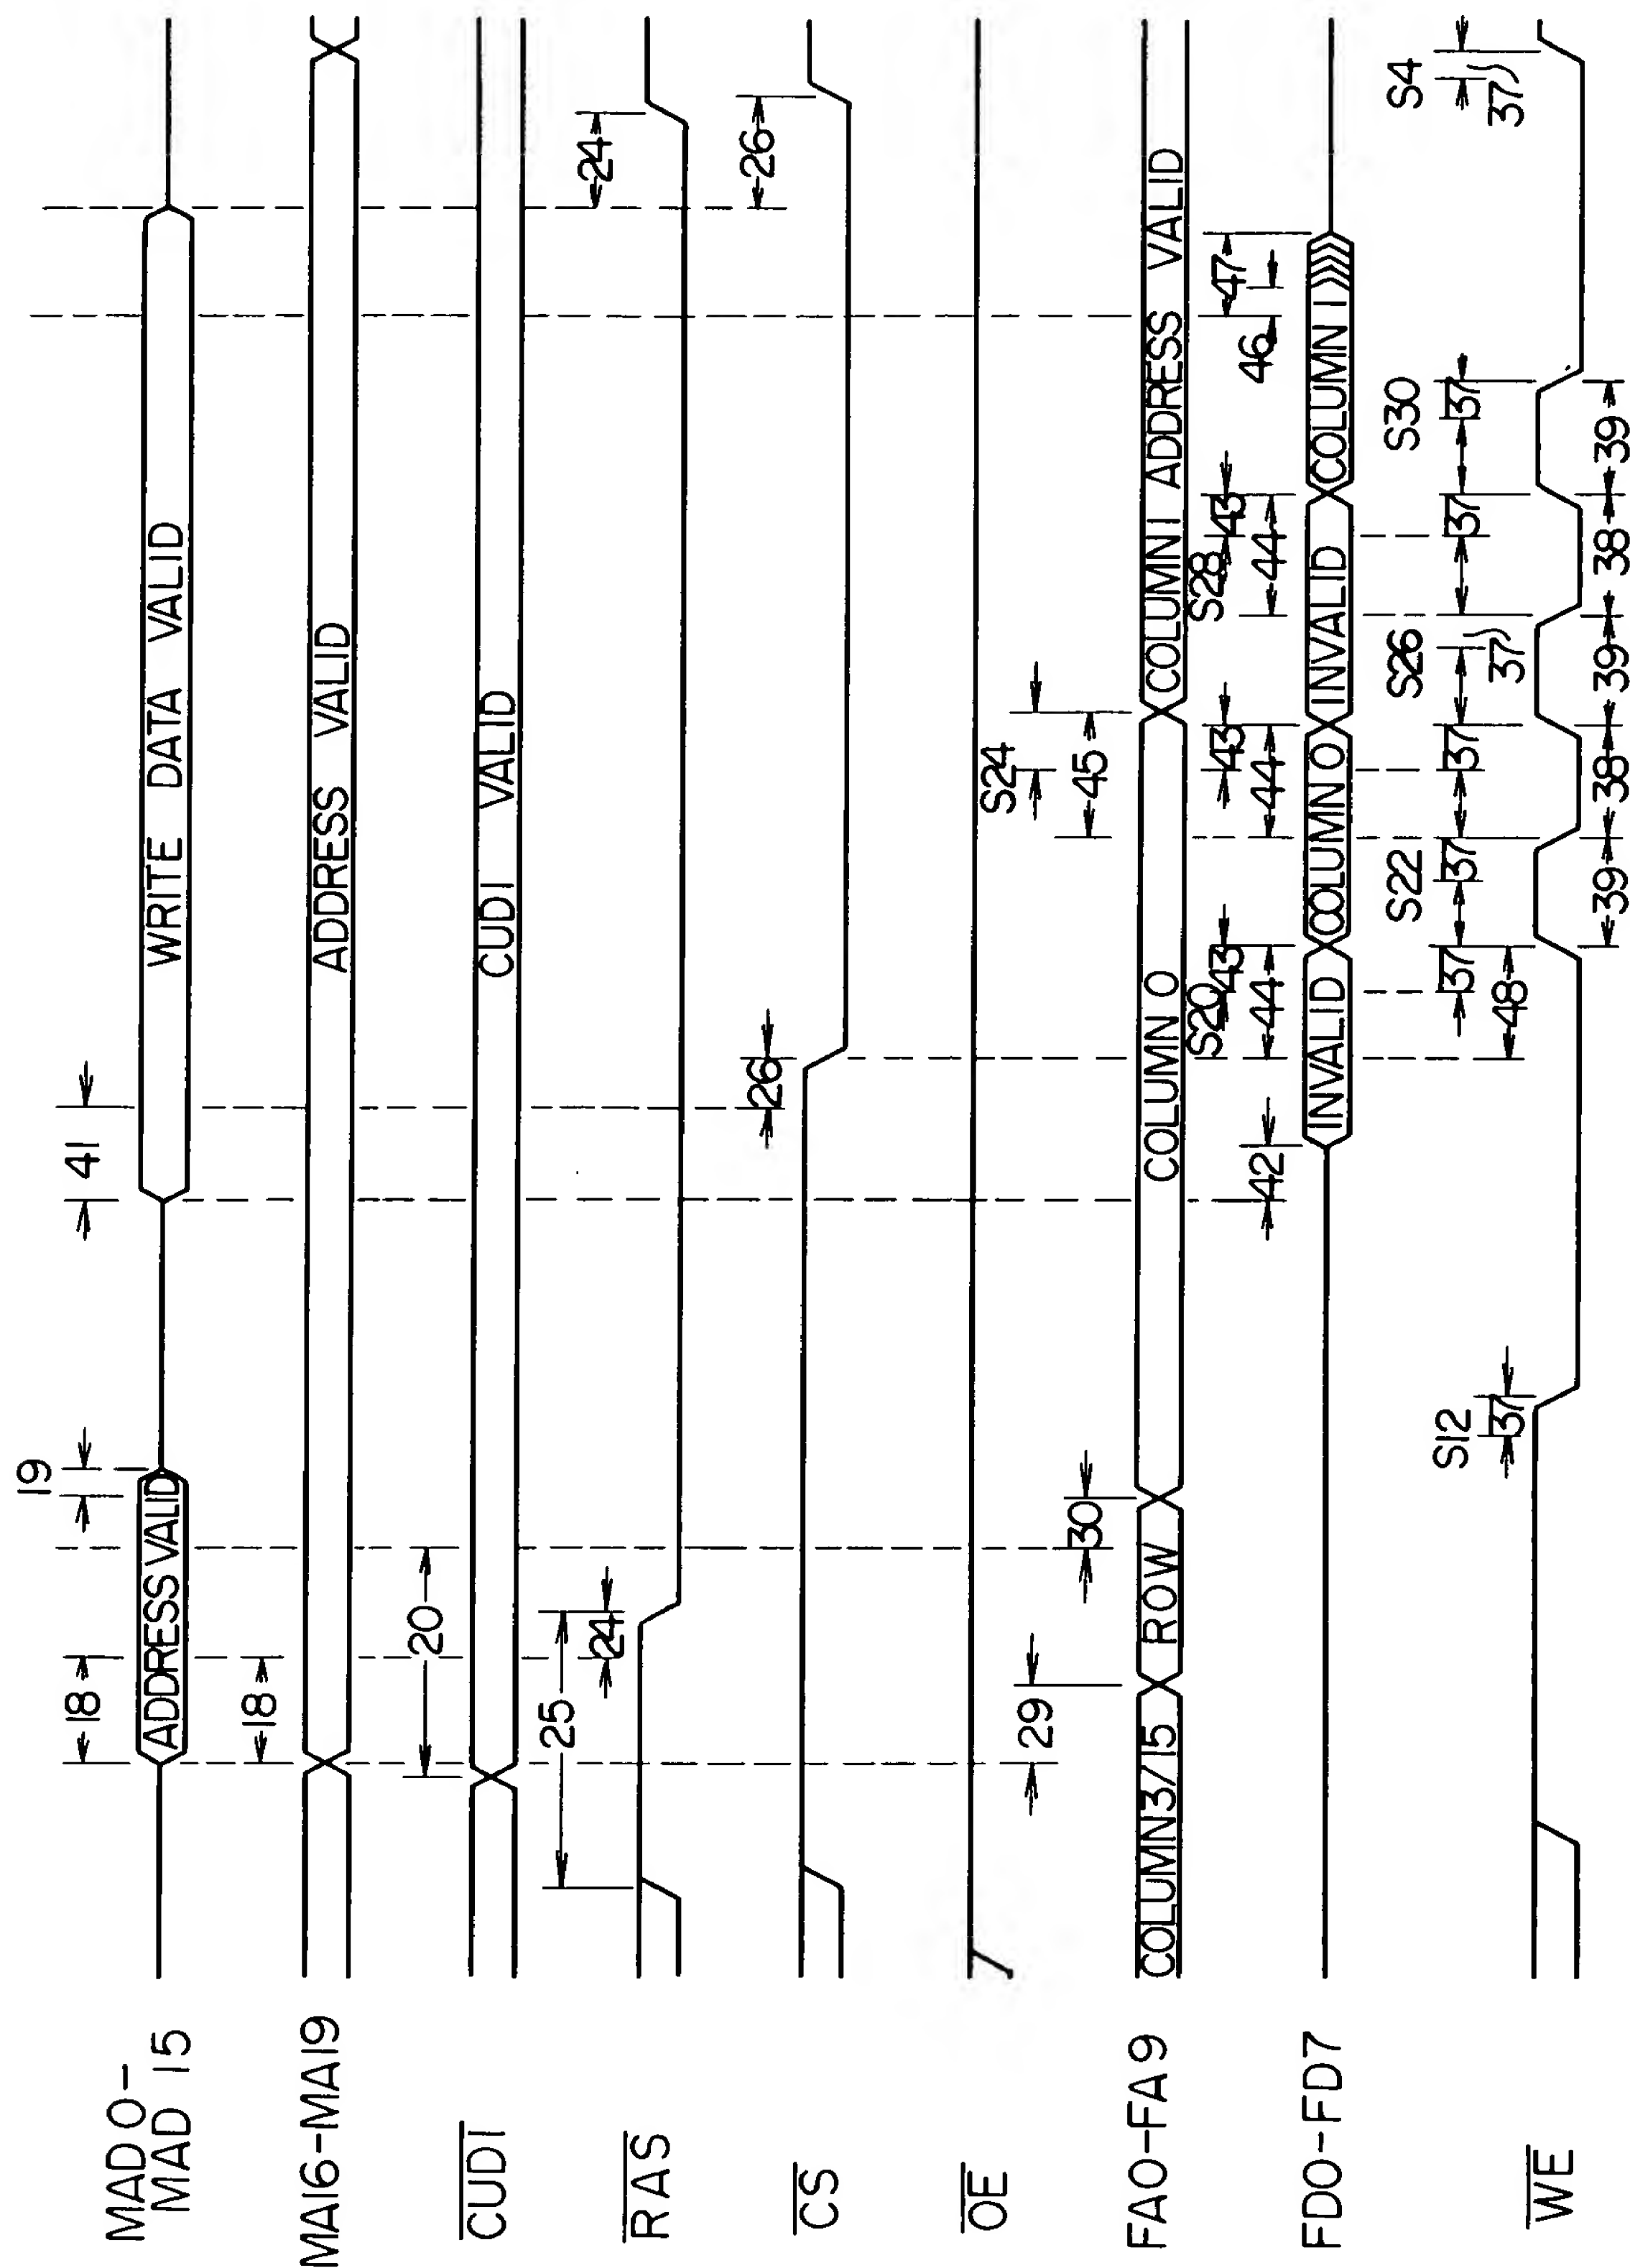 MAD 0-
MAD 15
18
ADDRESS VALID
19
41
WRITE DATA VALID
MA16-MA19
18
ADDRESS VALID
CUDI
20
CUDI VALID
RAS
25
24
24
CS
26
26
OE
S24
45
FA0-FA9
29
30
COLUMN3/15
ROW
COLUMN 0
COLUMN1 ADDRESS VALID
S20
43
44
43
44
S28
43
44
47
46
FD0-FD7
42
INVALID
COLUMN 0
INVALID
COLUMN 1
WE
S12
37
37
48
S22
37
37
S26
37
37
S30
37
S4
37
39
38
39
38
39